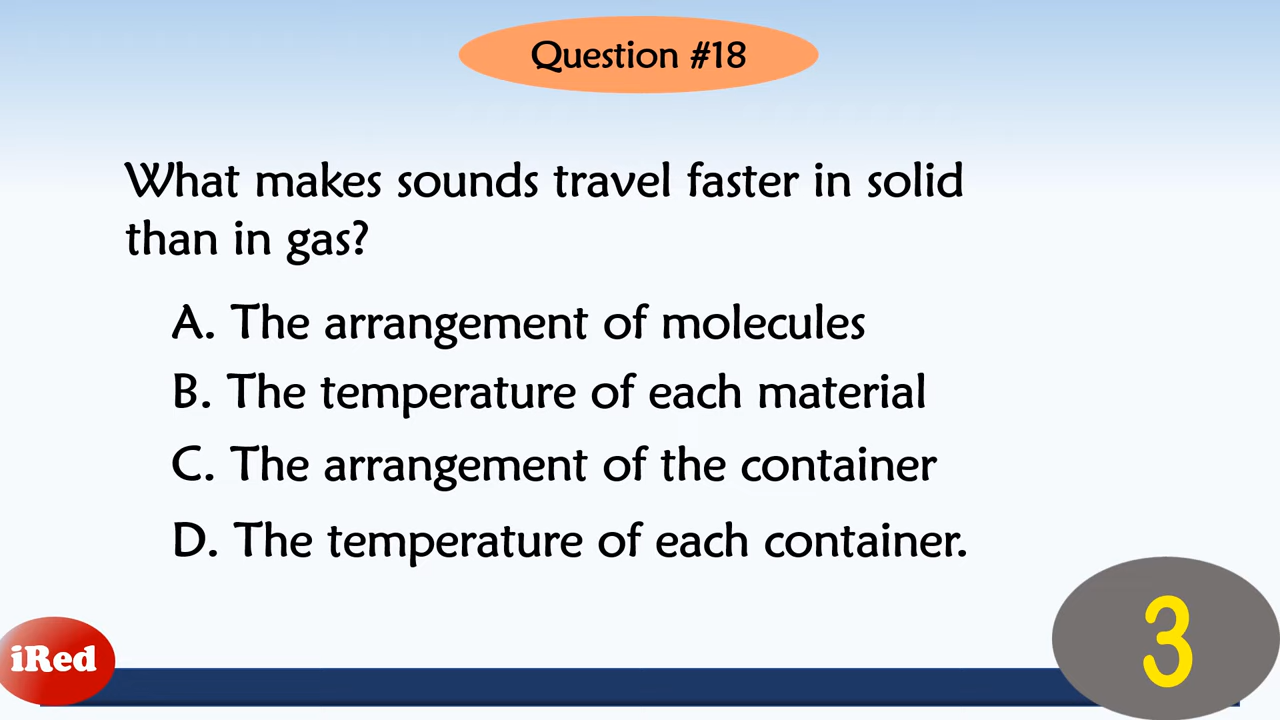 Question #18
What makes sounds travel faster in solid
than in gas?
A. The arrangement of molecules
B. The temperature of each material
C. The arrangement of the container
D. The temperature of each container.
iRed
3